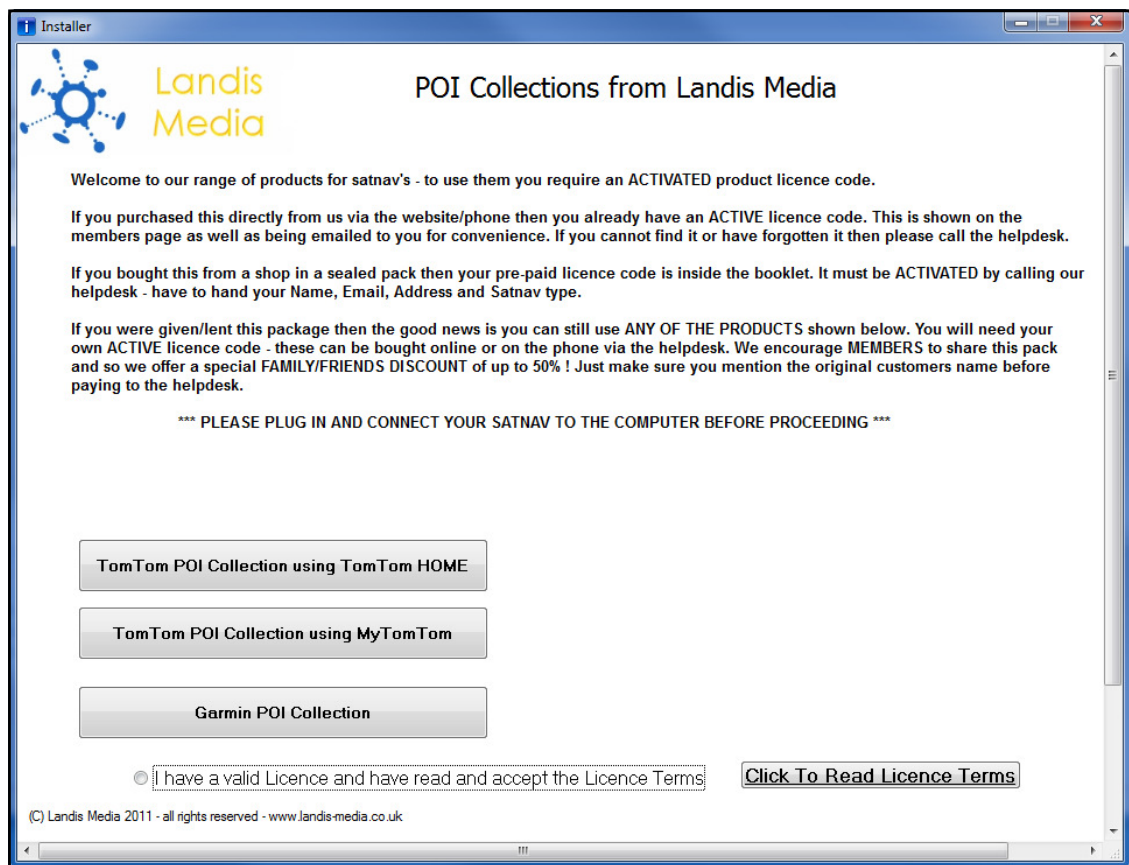 Installer
Landis
Media
POI Collections from Landis Media
Welcome to our range of products for satnav's - to use them you require an ACTIVATED product licence code.
If you purchased this directly from us via the website/phone then you already have an ACTIVE licence code. This is shown on the
members page as well as being emailed to you for convenience. If you cannot find it or have forgotten it then please call the helpdesk.
If you bought this from a shop in a sealed pack then your pre-paid licence code is inside the booklet. It must be ACTIVATED by calling our
helpdesk - have to hand your Name, Email, Address and Satnav type.
If you were given/lent this package then the good news is you can still use ANY OF THE PRODUCTS shown below. You will need your
own ACTIVE licence code - these can be bought online or on the phone via the helpdesk. We encourage MEMBERS to share this pack
and so we offer a special FAMILY/FRIENDS DISCOUNT of up to 50% ! Just make sure you mention the original customers name before
paying to the helpdesk.
*** PLEASE PLUG IN AND CONNECT YOUR SATNAV TO THE COMPUTER BEFORE PROCEEDING ***
TomTom POI Collection using TomTom HOME
TomTom POI Collection using MyTomTom
Garmin POI Collection
I have a valid Licence and have read and accept the Licence Terms
Click To Read Licence Terms
(C) Landis Media 2011 - all rights reserved - www.landis-media.co.uk